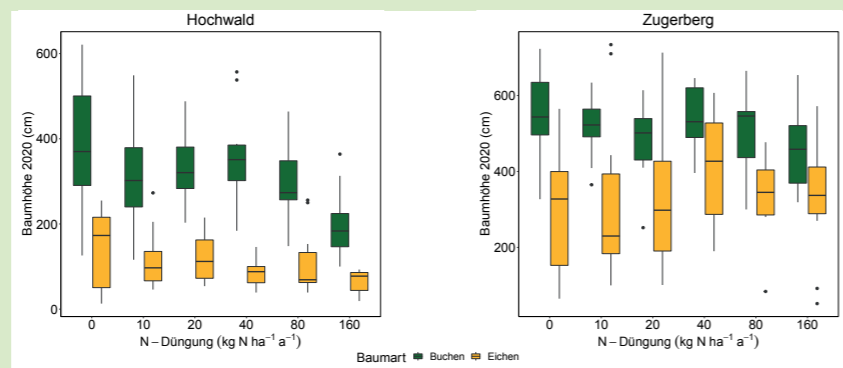 Hochwald
Baumhöhe 2020 (cm)
600
400
200
0
0 10 20 40 80 160
N – Düngung (kg N ha⁻¹ a⁻¹)
Zugerberg
Baumhöhe 2020 (cm)
600
400
200
0 10 20 40 80 160
N – Düngung (kg N ha⁻¹ a⁻¹)
Baumart Buchen Eichen